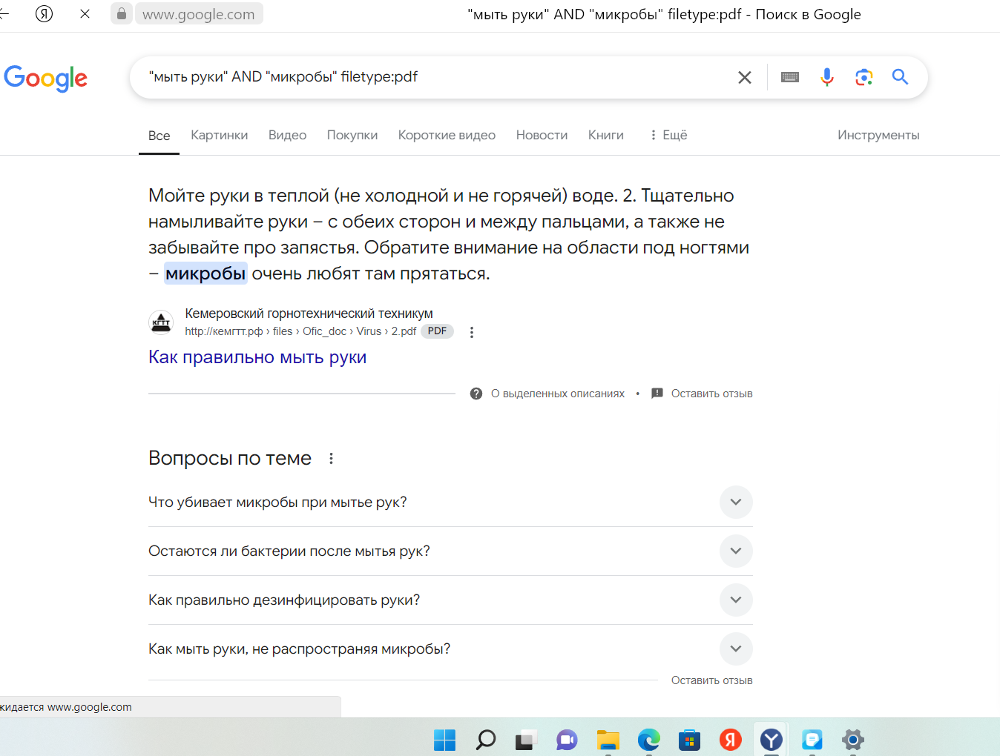 www.google.com
"мыть руки" AND "микробы" filetype:pdf - Поиск в Google
Google
"мыть руки" AND "микробы" filetype:pdf
Все Картинки Видео Покупки Короткие видео Новости Книги Ещё Инструменты
Мойте руки в теплой (не холодной и не горячей) воде. 2. Тщательно
намыливайте руки – с обеих сторон и между пальцами, а также не
забывайте про запястья. Обратите внимание на области под ногтями
– микробы очень любят там прятаться.
КГТТ
Кемеровский горнотехнический техникум
http://кемгтт.рф › files › Ofic_doc › Virus › 2.pdf PDF
Как правильно мыть руки
О выделенных описаниях • Оставить отзыв
Вопросы по теме
Что убивает микробы при мытье рук?
Остаются ли бактерии после мытья рук?
Как правильно дезинфицировать руки?
Как мыть руки, не распространяя микробы?
Оставить отзыв
жидается www.google.com